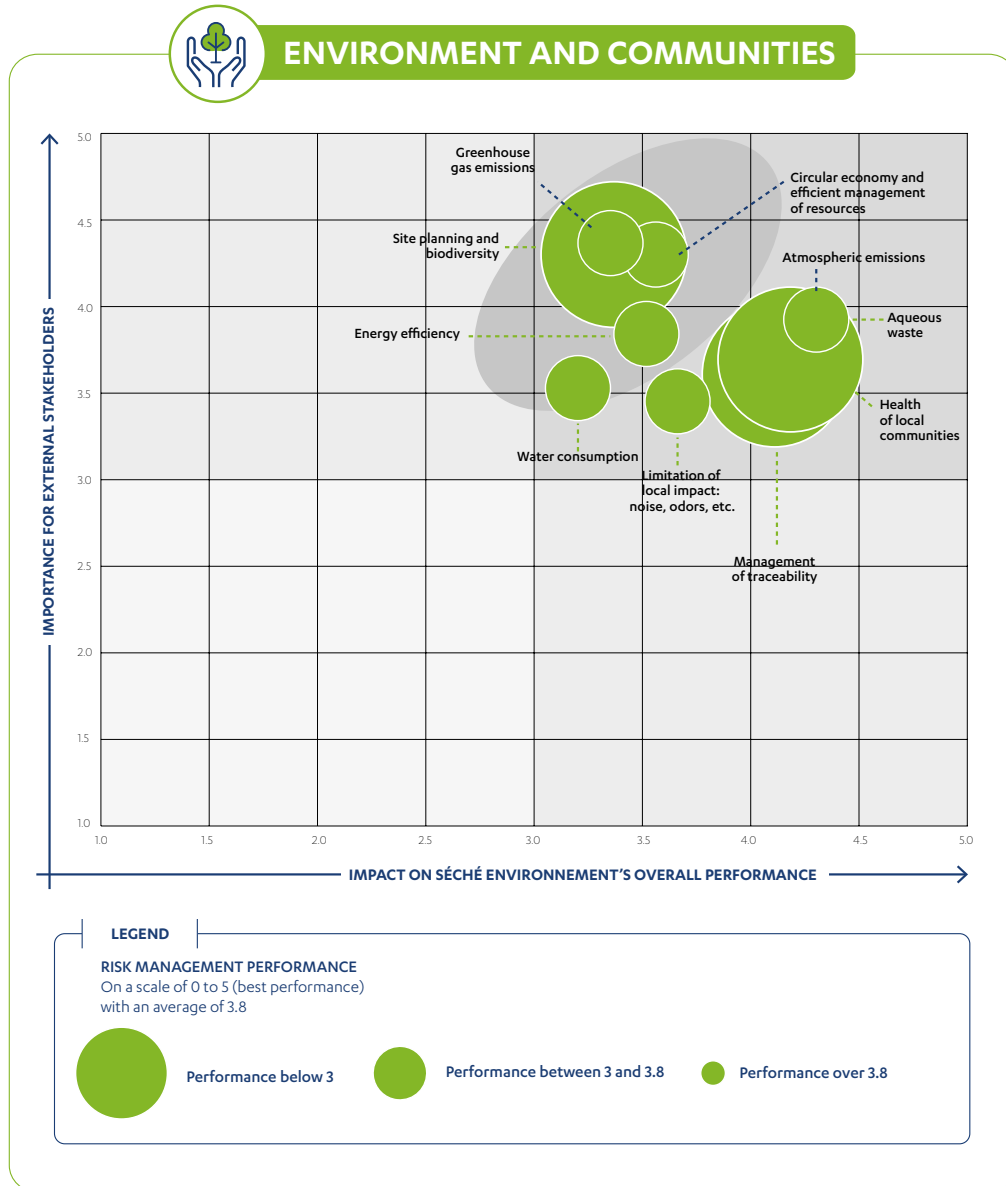 ENVIRONMENT AND COMMUNITIES
IMPORTANCE FOR EXTERNAL STAKEHOLDERS
5.0
4.5
4.0
3.5
3.0
2.5
2.0
1.5
1.0
Greenhouse
gas emissions
Circular economy and
efficient management
of resources
Site planning and
biodiversity
Atmospheric emissions
Energy efficiency
Aqueous
waste
Health
of local
communities
Water consumption
Limitation of
local impact:
noise, odors, etc.
Management
of traceability
1.0
1.5
2.0
2.5
3.0
3.5
4.0
4.5
5.0
IMPACT ON SÉCHÉ ENVIRONNEMENT'S OVERALL PERFORMANCE
LEGEND
RISK MANAGEMENT PERFORMANCE
On a scale of 0 to 5 (best performance)
with an average of 3.8
Performance below 3
Performance between 3 and 3.8
Performance over 3.8